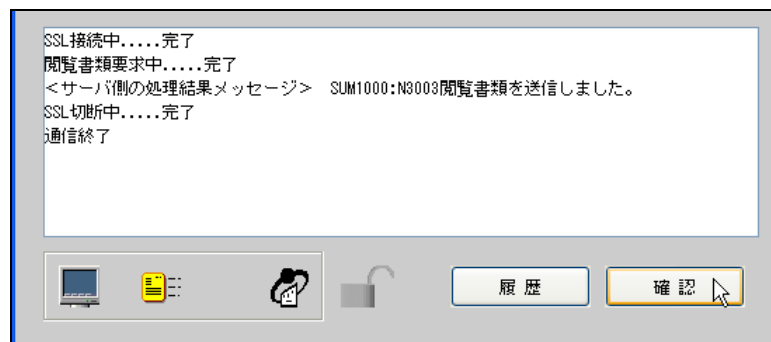 SSL接続中.....完了
閲覧書類要求中.....完了
＜サーバ側の処理結果メッセージ＞　SUM1000:N3003閲覧書類を送信しました。
SSL切断中.....完了
通信終了
履 歴
確 認